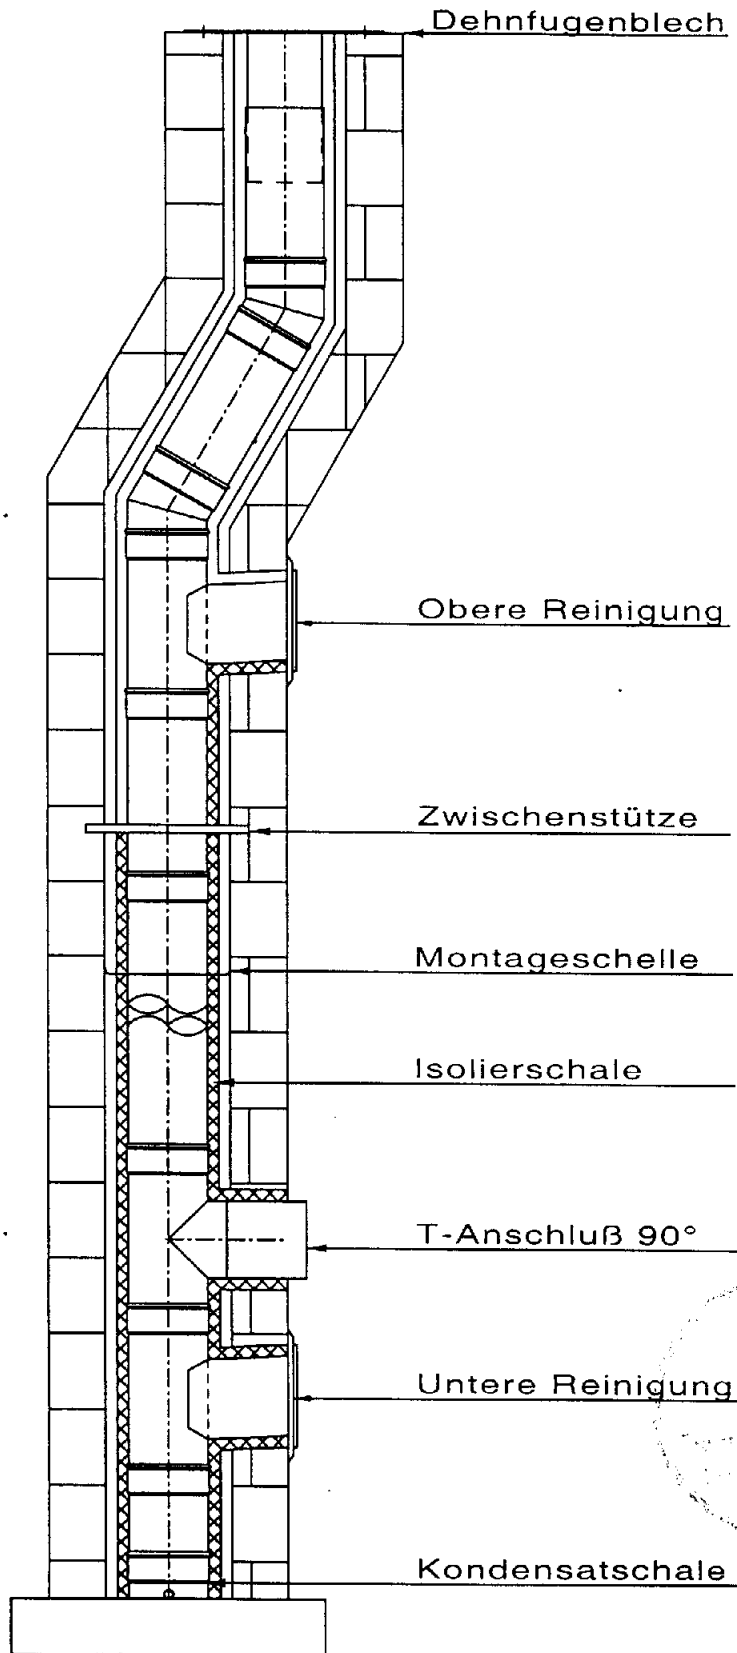 Dehnfugenblech
Obere Reinigung
Zwischenstütze
Montageschelle
Isolierschale
T-Anschluß 90°
Untere Reinigung
Kondensatschale